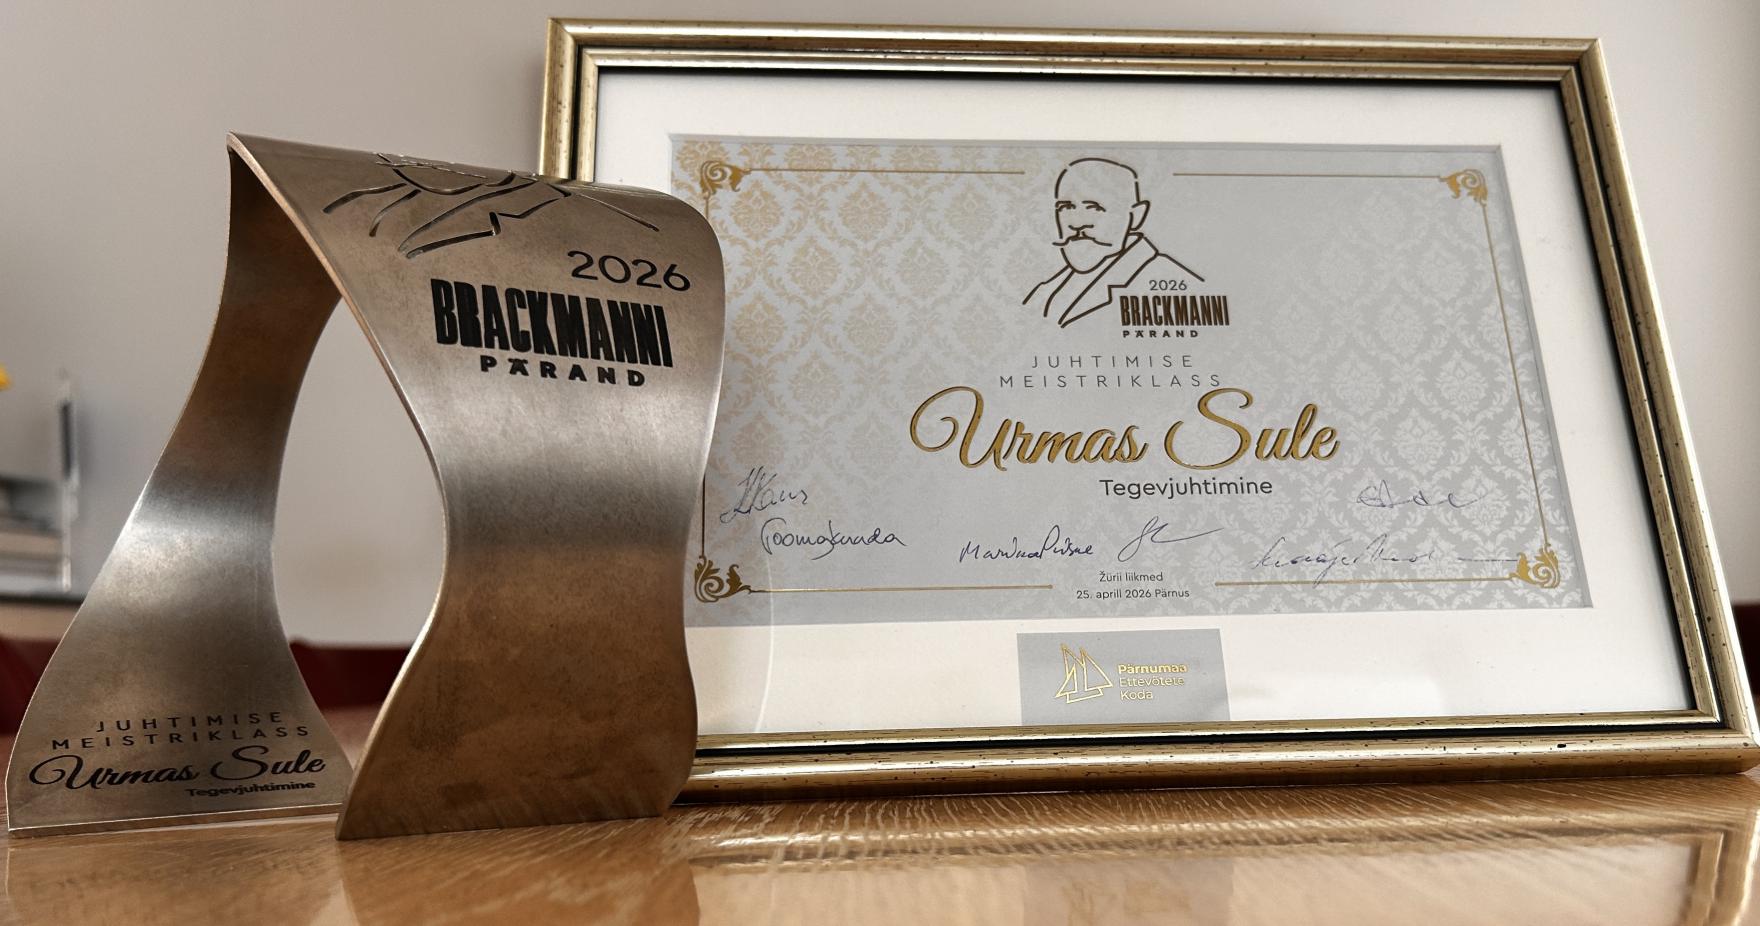 2026
BRACKMANNI
PÄRAND
JUHTIMISE
MEISTRIKLASS
Urmas Sule
Tegevjuhtimine
2026
BRACKMANNI
PÄRAND
JUHTIMISE
MEISTRIKLASS
Urmas Sule
Tegevjuhtimine
Žürii liikmed
25. aprill 2026 Pärnus
Pärnumaa
Ettevõtete
Koda